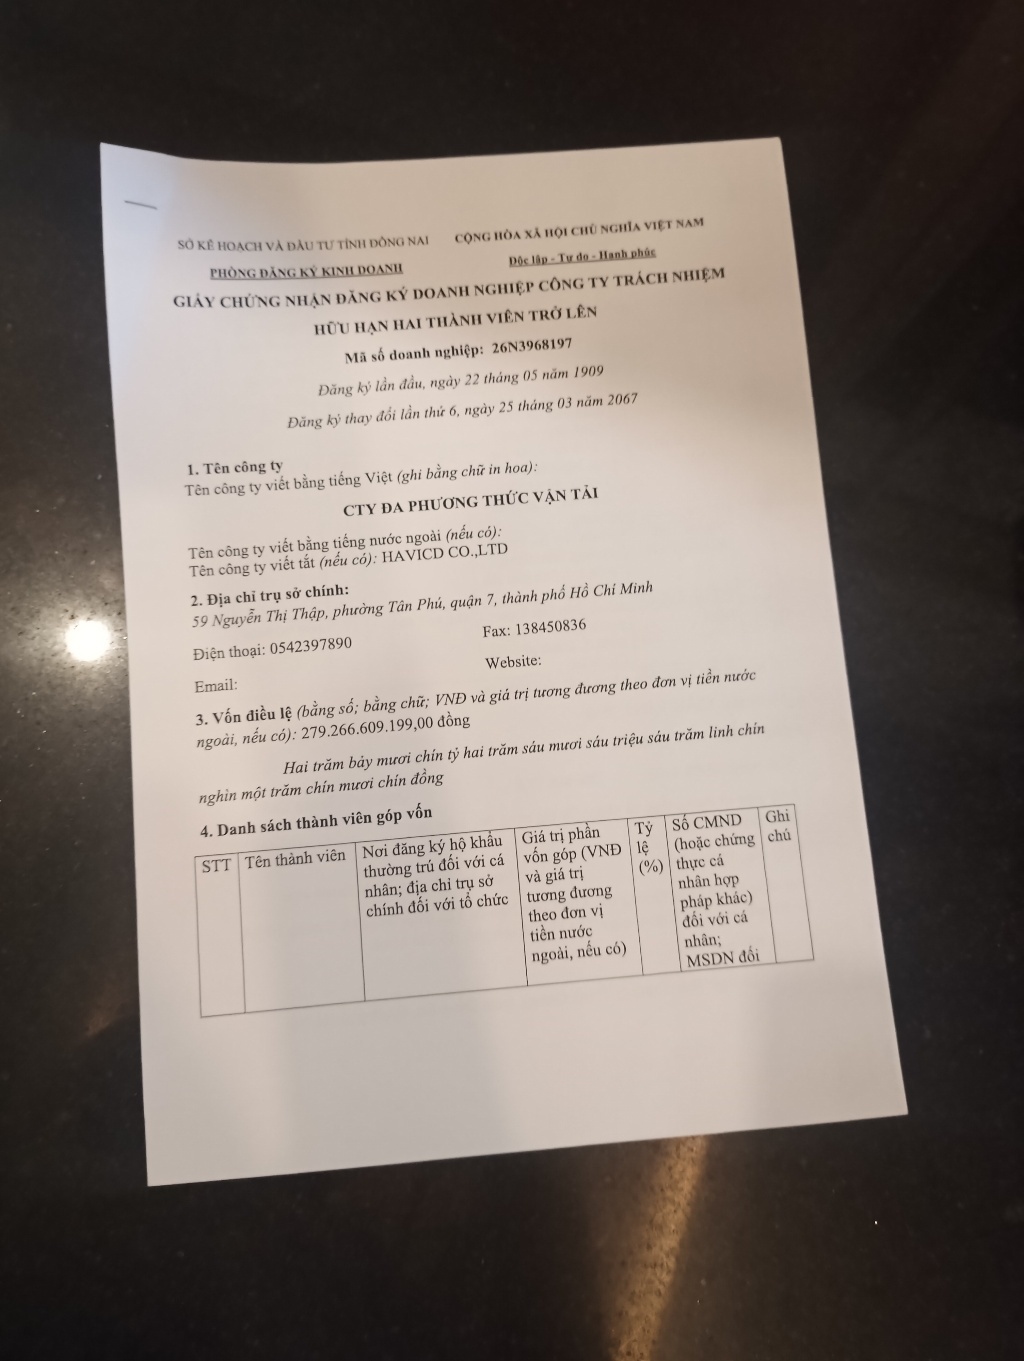 SỞ KẾ HOẠCH VÀ ĐẦU TƯ TỈNH ĐỒNG NAI
CỘNG HÒA XÃ HỘI CHỦ NGHĨA VIỆT NAM
PHÒNG ĐĂNG KÝ KINH DOANH
Độc lập - Tự do - Hạnh phúc
GIẤY CHỨNG NHẬN ĐĂNG KÝ DOANH NGHIỆP CÔNG TY TRÁCH NHIỆM
HỮU HẠN HAI THÀNH VIÊN TRỞ LÊN
Mã số doanh nghiệp: 26N3968197
Đăng ký lần đầu, ngày 22 tháng 05 năm 1909
Đăng ký thay đổi lần thứ 6, ngày 25 tháng 03 năm 2067
1. Tên công ty
Tên công ty viết bằng tiếng Việt (ghi bằng chữ in hoa):
CTY ĐA PHƯƠNG THỨC VẬN TẢI
Tên công ty viết bằng tiếng nước ngoài (nếu có):
Tên công ty viết tắt (nếu có): HAVICD CO.,LTD
2. Địa chỉ trụ sở chính:
59 Nguyễn Thị Thập, phường Tân Phú, quận 7, thành phố Hồ Chí Minh
Điện thoại: 0542397890
Fax: 138450836
Email:
Website:
3. Vốn điều lệ (bằng số; bằng chữ; VNĐ và giá trị tương đương theo đơn vị tiền nước
ngoài, nếu có): 279.266.609.199,00 đồng
Hai trăm bảy mươi chín tỷ hai trăm sáu mươi sáu triệu sáu trăm linh chín
nghìn một trăm chín mươi chín đồng
4. Danh sách thành viên góp vốn
STT
Tên thành viên
Nơi đăng ký hộ khẩu
thường trú đối với cá
nhân; địa chỉ trụ sở
chính đối với tổ chức
Giá trị phần
vốn góp (VNĐ
và giá trị
tương đương
theo đơn vị
tiền nước
ngoài, nếu có)
Tỷ
lệ
(%)
Số CMND
(hoặc chứng
thực cá
nhân hợp
pháp khác)
đối với cá
nhân;
MSDN đối
Ghi
chú